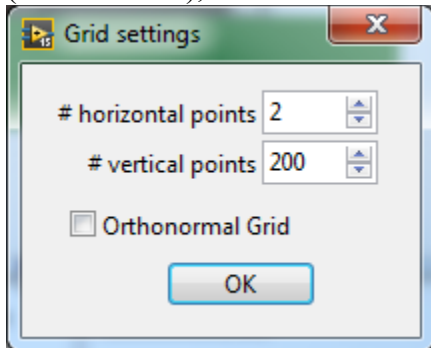 Grid settings
# horizontal points 2
# vertical points 200
Orthonormal Grid
OK